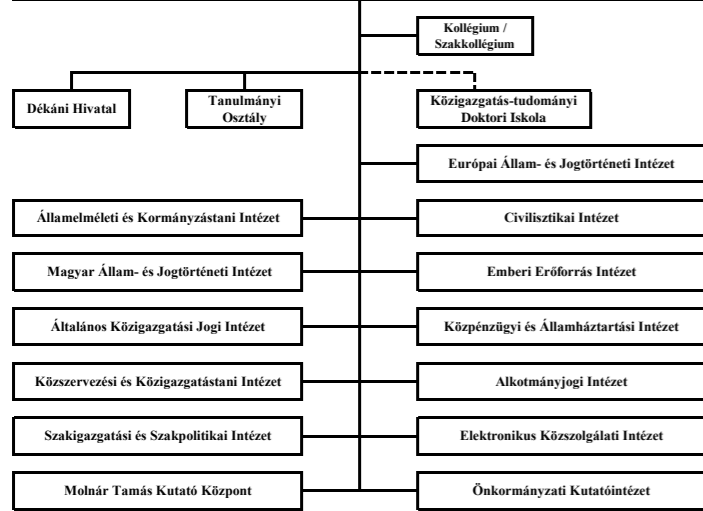 Kollégium /
Szakkollégium
Dékáni Hivatal
Tanulmányi
Osztály
Közigazgatás-tudományi
Doktori Iskola
Európai Állam- és Jogtörténeti Intézet
Államelméleti és Kormányzástani Intézet
Civilisztikai Intézet
Magyar Állam- és Jogtörténeti Intézet
Emberi Erőforrás Intézet
Általános Közigazgatási Jogi Intézet
Közpénzügyi és Államháztartási Intézet
Közszervezési és Közigazgatástani Intézet
Alkotmányjogi Intézet
Szakigazgatási és Szakpolitikai Intézet
Elektronikus Közszolgálati Intézet
Molnár Tamás Kutató Központ
Önkormányzati Kutatóintézet